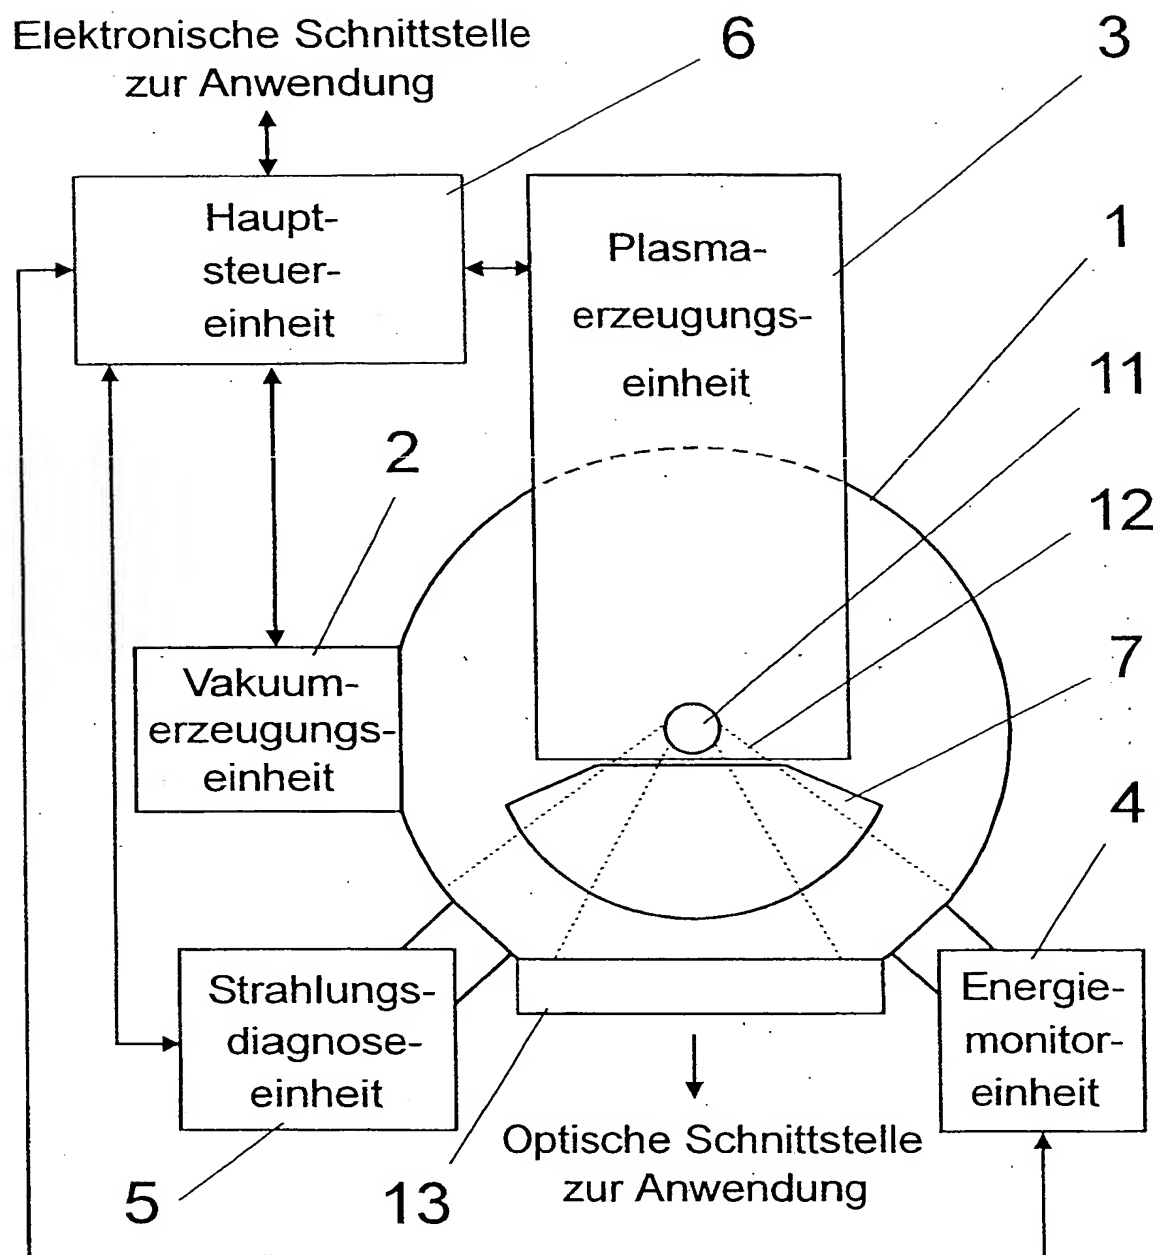 Elektronische Schnittstelle
zur Anwendung
6
3
Haupt-
steuer-
einheit
Plasma-
erzeugungs-
einheit
1
11
2
12
Vakuum-
erzeugungs-
einheit
7
4
Strahlungs-
diagnose-
einheit
Energie-
monitor-
einheit
Optische Schnittstelle
zur Anwendung
5
13